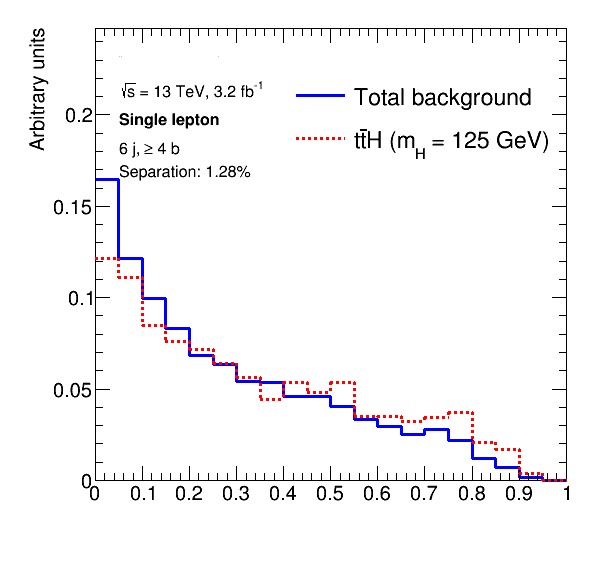 Arbitrary units
√s = 13 TeV, 3.2 fb⁻¹
Single lepton
6 j, ≥ 4 b
Separation: 1.28%
Total background
tt̄H (m_H = 125 GeV)
0.2
0.15
0.1
0.05
0
0 0.1 0.2 0.3 0.4 0.5 0.6 0.7 0.8 0.9 1